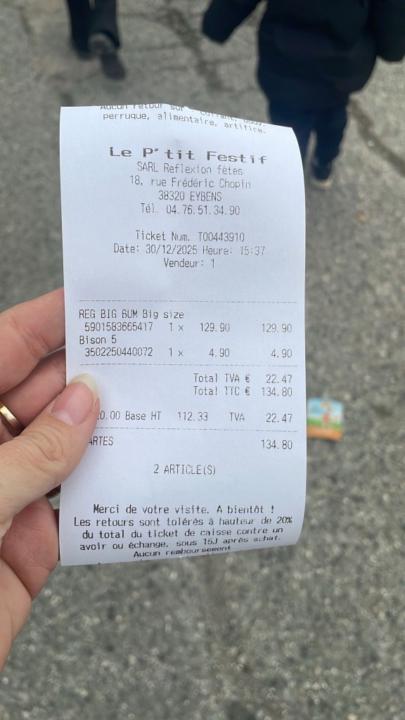 Aucun retour sur
perruque, alimentaire, artifice.
Le P'tit Festif
SARL Reflexion fêtes
18, rue Frédéric Chopin
38320 EYBENS
Tél. 04.76.51.34.90
Ticket Num. T00443910
Date: 30/12/2025 Heure: 15:37
Vendeur: 1
REG BIG BUM Big size
5901583665417 1 x 129.90 129.90
Bison 5
3502250440072 1 x 4.90 4.90
Total TVA € 22.47
Total TTC € 134.80
0.00 Base HT 112.33 TVA 22.47
ARTES 134.80
2 ARTICLE(S)
Merci de votre visite. A bientôt !
Les retours sont tolérés à hauteur de 20%
du total du ticket de caisse contre un
avoir ou échange, sous 15J après achat.
Aucun remboursement